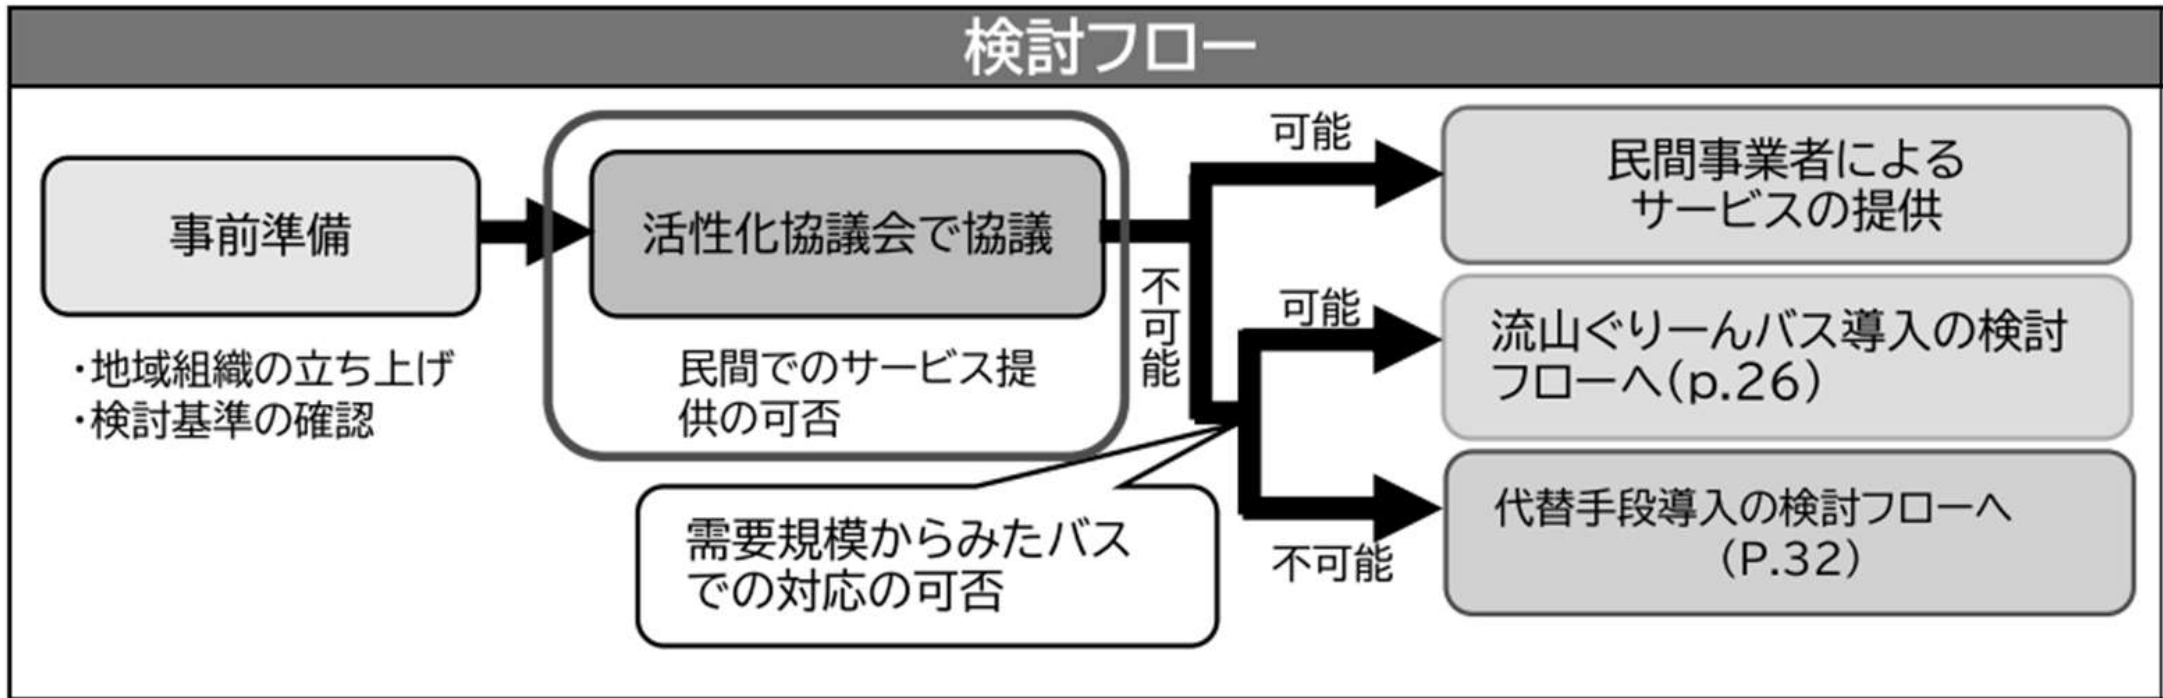 検討フロー
事前準備
・地域組織の立ち上げ
・検討基準の確認
活性化協議会で協議
民間でのサービス提
供の可否
可能
不可能
民間事業者による
サービスの提供
需要規模からみたバス
での対応の可否
可能
流山ぐりーんバス導入の検討
フローへ(p.26)
不可能
代替手段導入の検討フローへ
(P.32)